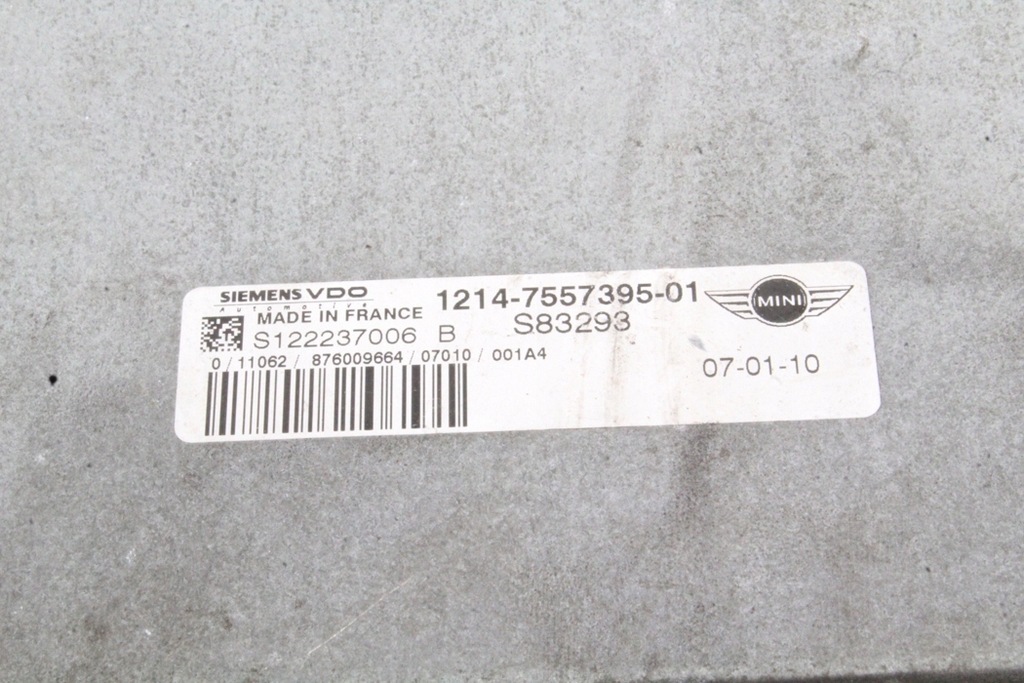 SIEMENS VDO
Automotive
MADE IN FRANCE
S122237006 B
0/11062/876009664/07010/001A4
1214-7557395-01
S83293
MINI
07-01-10